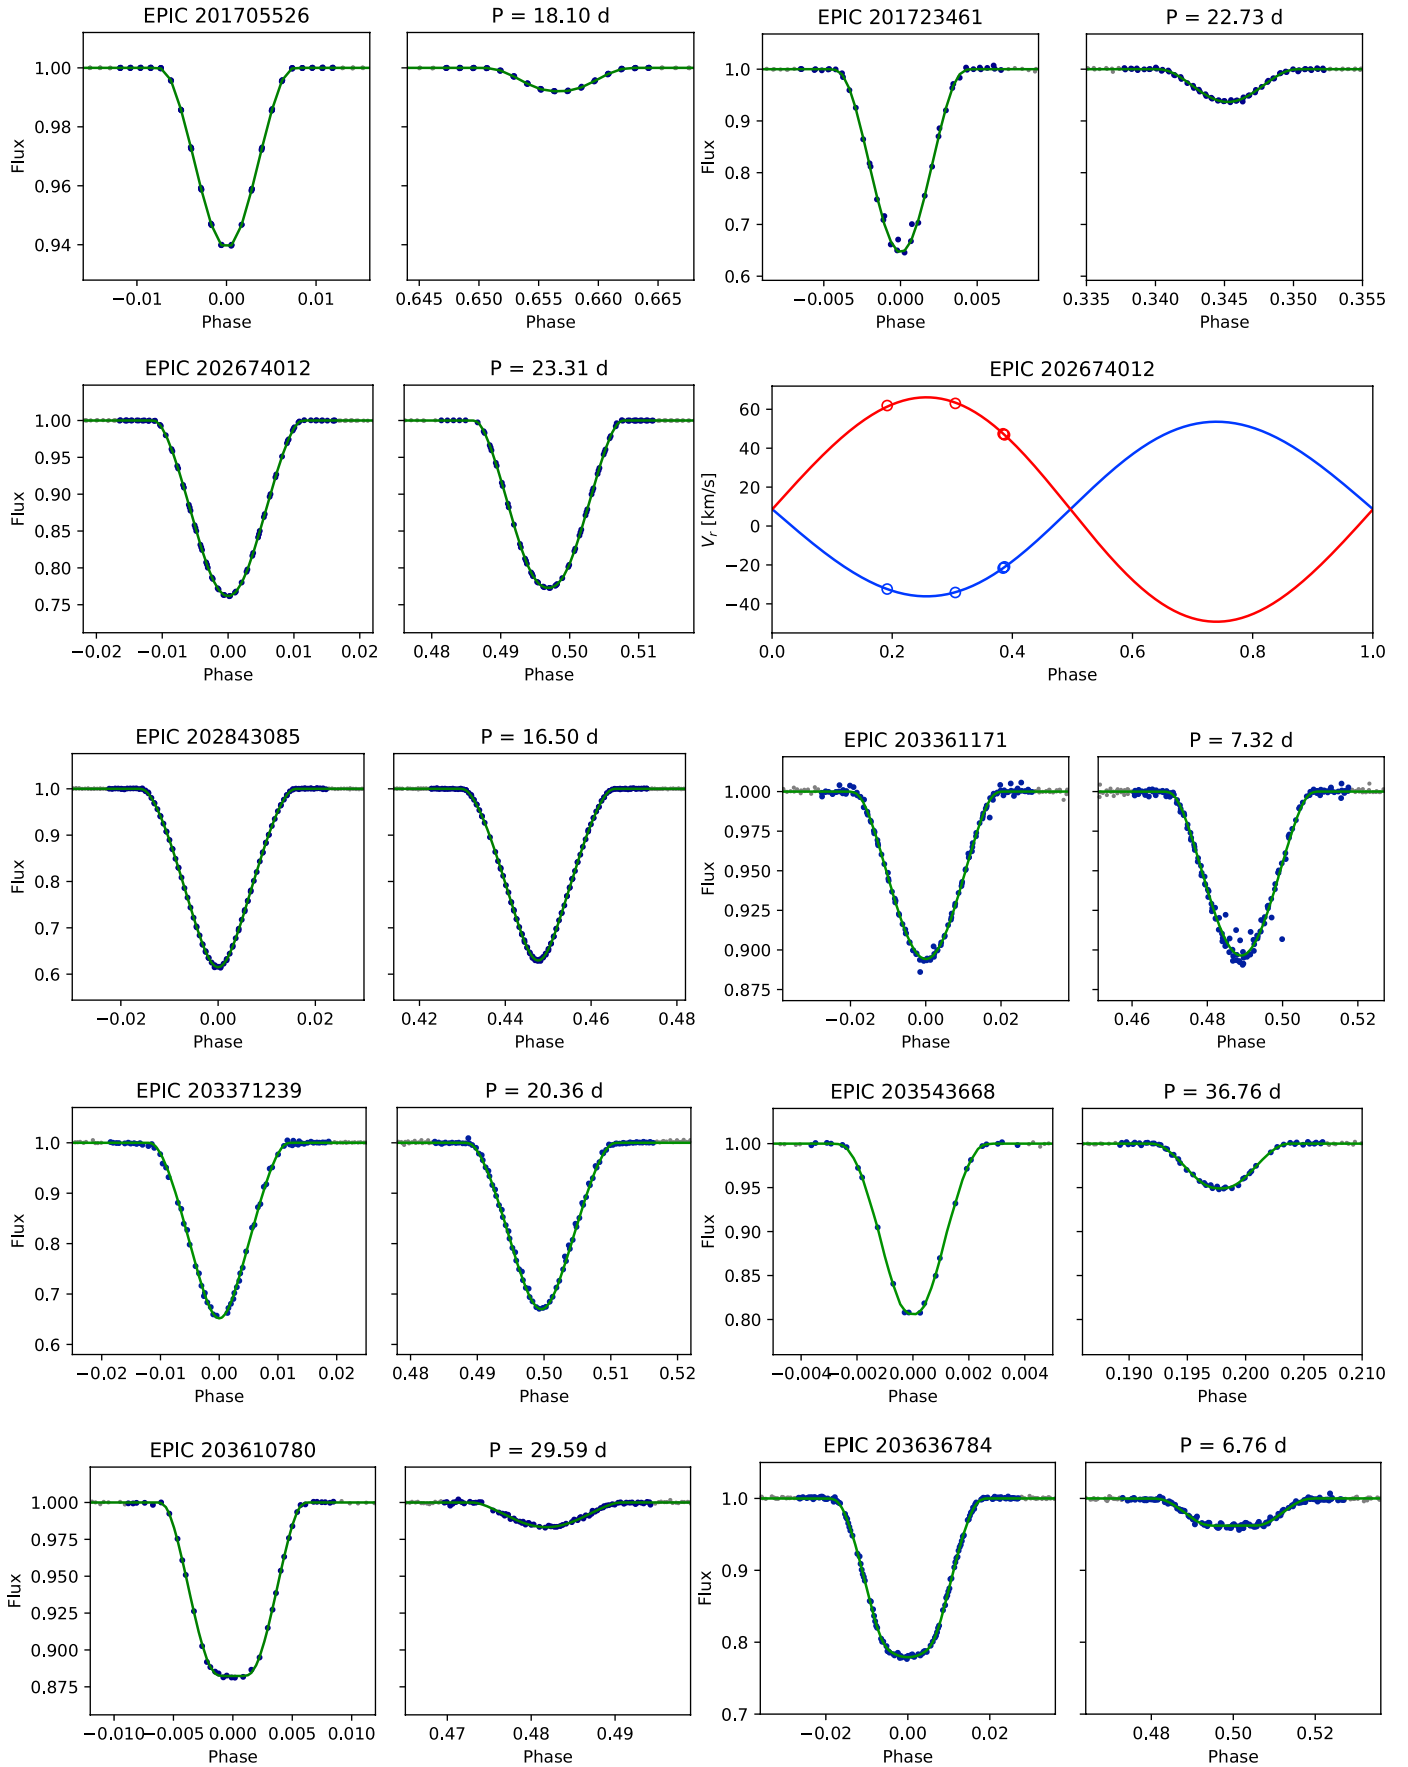 EPIC 201705526
P = 18.10 d
EPIC 201723461
P = 22.73 d
Flux
1.00
0.98
0.96
0.94
−0.01
0.00
0.01
Phase
0.645
0.650
0.655
0.660
0.665
Phase
Flux
1.0
0.9
0.8
0.7
0.6
−0.005
0.000
0.005
Phase
0.335
0.340
0.345
0.350
0.355
Phase
EPIC 202674012
P = 23.31 d
EPIC 202674012
Flux
1.00
0.95
0.90
0.85
0.80
0.75
−0.02
−0.01
0.00
0.01
0.02
Phase
0.48
0.49
0.50
0.51
Phase
V_r [km/s]
60
40
20
0
−20
−40
0.0
0.2
0.4
0.6
0.8
1.0
Phase
EPIC 202843085
P = 16.50 d
EPIC 203361171
P = 7.32 d
Flux
1.0
0.9
0.8
0.7
0.6
−0.02
0.00
0.02
Phase
0.42
0.44
0.46
0.48
Phase
Flux
1.000
0.975
0.950
0.925
0.900
0.875
−0.02
0.00
0.02
Phase
0.46
0.48
0.50
0.52
Phase
EPIC 203371239
P = 20.36 d
EPIC 203543668
P = 36.76 d
Flux
1.0
0.9
0.8
0.7
0.6
−0.02
−0.01
0.00
0.01
0.02
Phase
0.48
0.49
0.50
0.51
0.52
Phase
Flux
1.00
0.95
0.90
0.85
0.80
−0.004
−0.002
0.000
0.002
0.004
Phase
0.190
0.195
0.200
0.205
0.210
Phase
EPIC 203610780
P = 29.59 d
EPIC 203636784
P = 6.76 d
Flux
1.000
0.975
0.950
0.925
0.900
0.875
−0.010
−0.005
0.000
0.005
0.010
Phase
0.47
0.48
0.49
Phase
Flux
1.0
0.9
0.8
0.7
−0.02
0.00
0.02
Phase
0.48
0.50
0.52
Phase